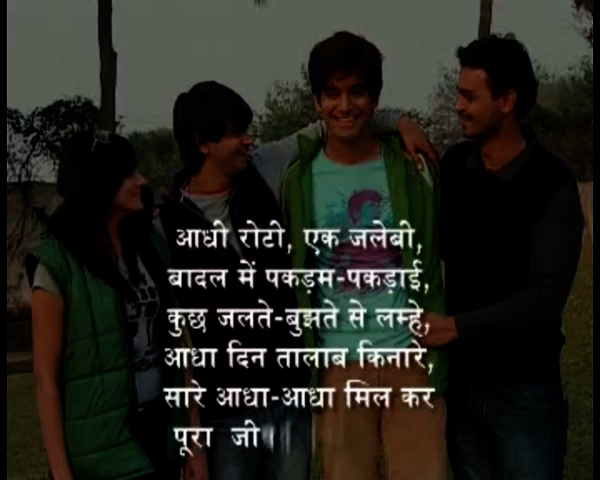 आधी रोटी, एक जलेबी,
बादल में पकड़म-पकड़ाई,
कुछ जलते-बुझते से लम्हे,
आधा दिन तालाब किनारे,
सारे आधा-आधा मिल कर
पूरा जी